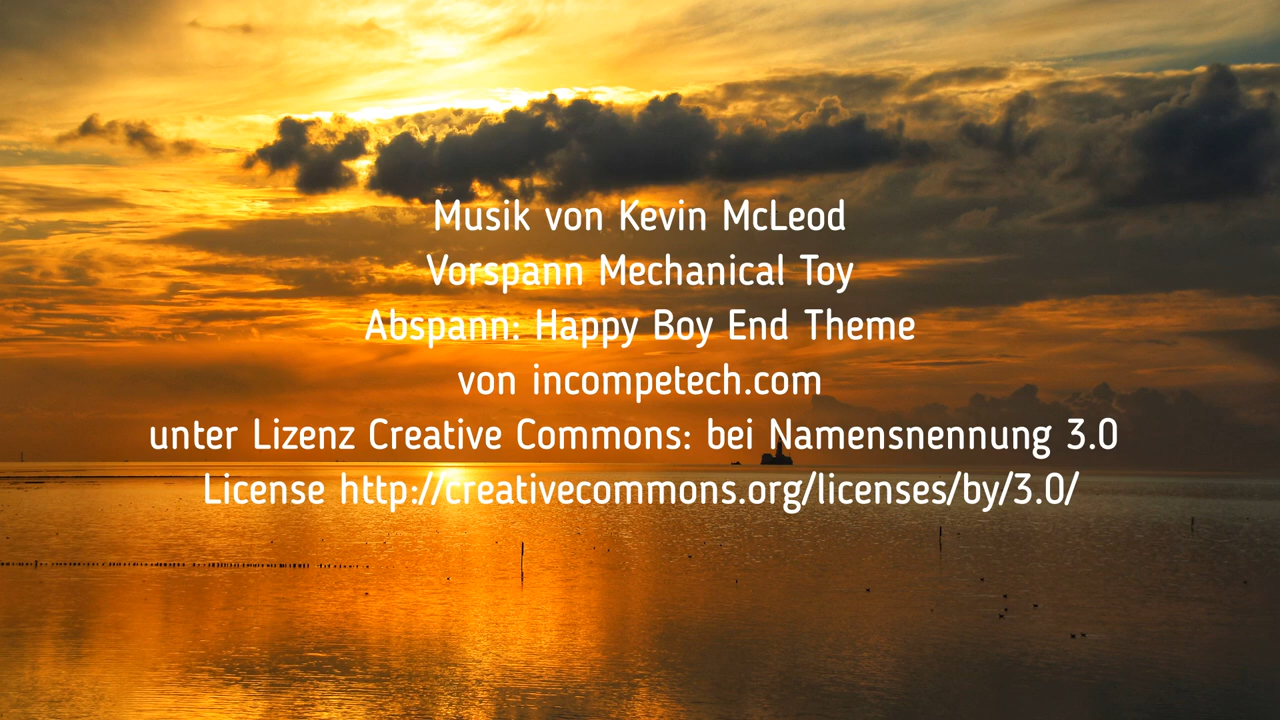 Musik von Kevin McLeod
Vorspann Mechanical Toy
Abspann: Happy Boy End Theme
von incompetech.com
unter Lizenz Creative Commons: bei Namensnennung 3.0
License http://creativecommons.org/licenses/by/3.0/